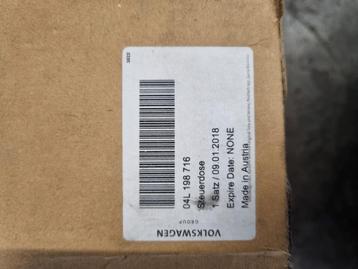 04L 198 716
Steuerdose
1 Satz / 09.01.2018
Expire Date: NONE
Made in Austria
VOLKSWAGEN
GROUP